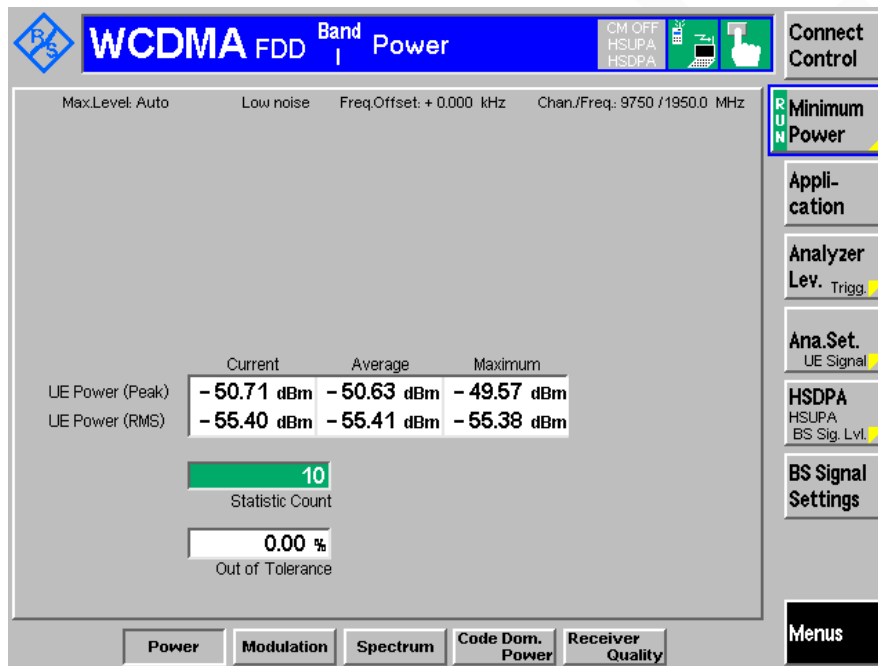 R&S WCDMA FDD Band I Power CM OFF HSUPA HSDPA
Connect Control
Max.Level: Auto Low noise Freq.Offset: + 0.000 kHz Chan./Freq.: 9750 / 1950.0 MHz
RUN Minimum Power
Appli-
cation
Analyzer
Lev. Trigg.
Ana.Set.
UE Signal
HSDPA
HSUPA
BS Sig. Lvl.
BS Signal
Settings
Current Average Maximum
UE Power (Peak) – 50.71 dBm – 50.63 dBm – 49.57 dBm
UE Power (RMS) – 55.40 dBm – 55.41 dBm – 55.38 dBm
10
Statistic Count
0.00 %
Out of Tolerance
Power Modulation Spectrum Code Dom. Power Receiver Quality
Menus